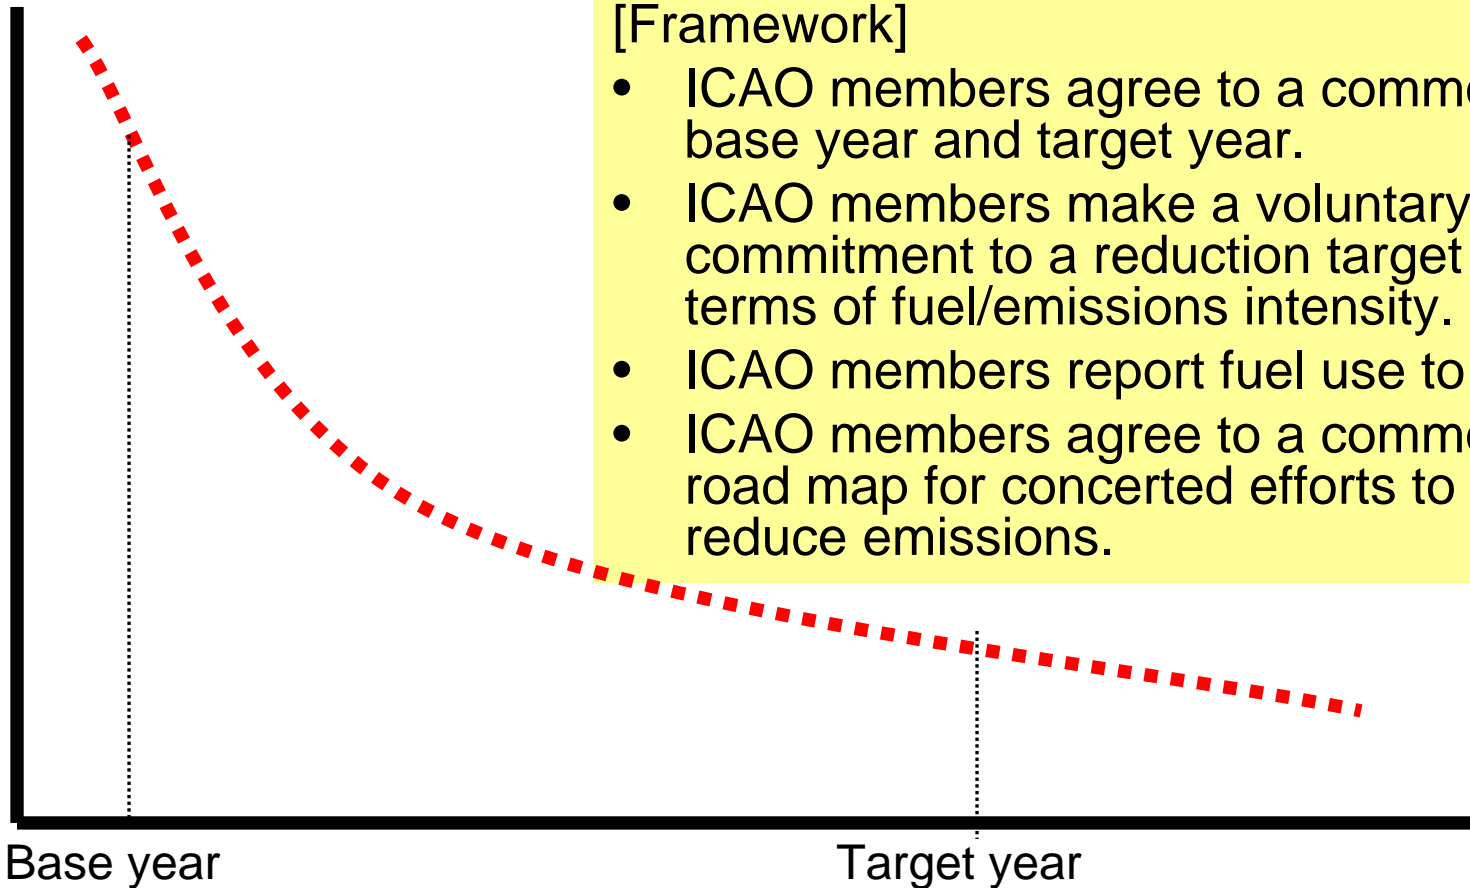 [Framework]
• ICAO members agree to a comm
base year and target year.
• ICAO members make a voluntary
commitment to a reduction target
terms of fuel/emissions intensity.
• ICAO members report fuel use to
• ICAO members agree to a comm
road map for concerted efforts to
reduce emissions.
Base year
Target year